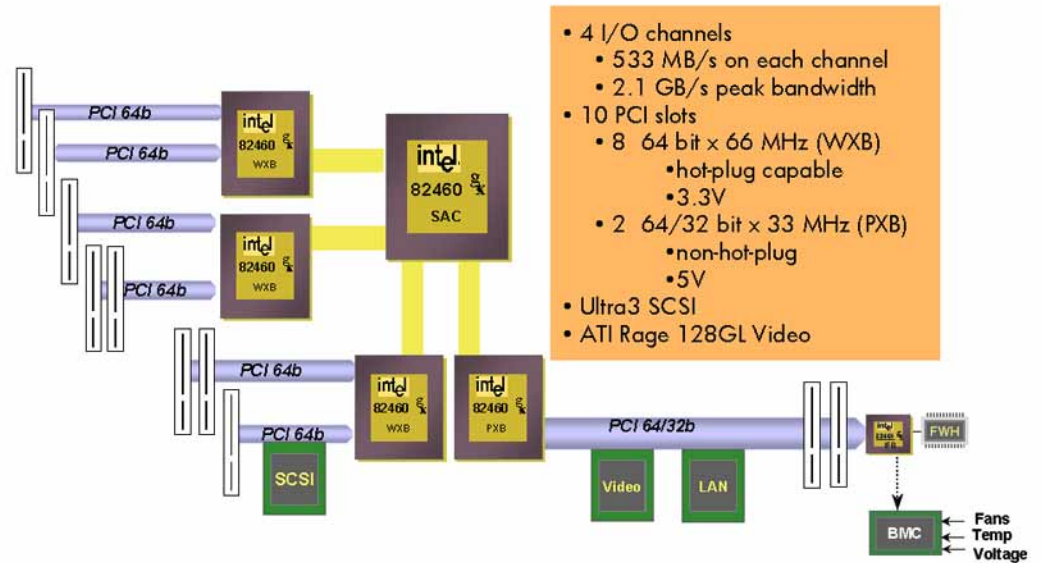 • 4 I/O channels
• 533 MB/s on each channel
• 2.1 GB/s peak bandwidth
• 10 PCI slots
• 8 64 bit x 66 MHz (WXB)
•hot-plug capable
•3.3V
• 2 64/32 bit x 33 MHz (PXB)
•non-hot-plug
•5V
• Ultra3 SCSI
• ATI Rage 128GL Video
PCI 64b
PCI 64b
intel
82460
WXB
intel
82460
SAC
PCI 64b
PCI 64b
intel
82460
WXB
PCI 64b
PCI 64b
SCSI
intel
82460
WXB
intel
82460
PXB
PCI 64/32b
Video
LAN
intel
FWH
BMC
Fans
Temp
Voltage